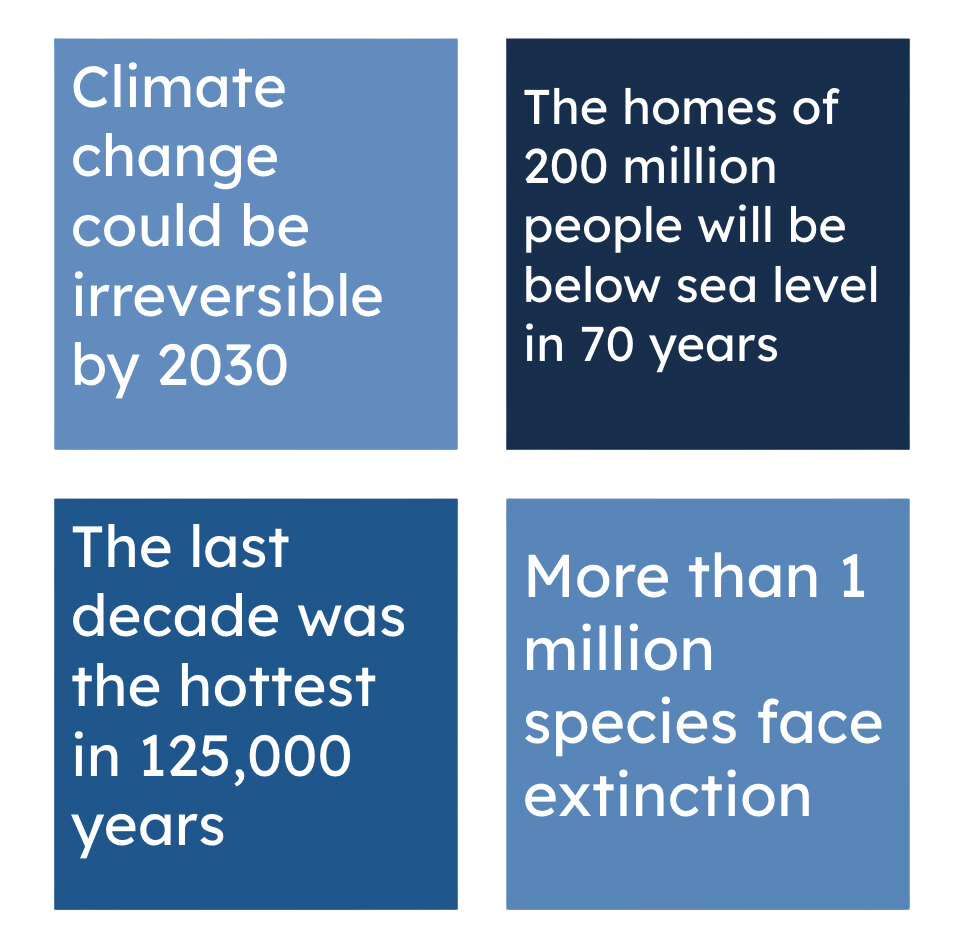 Climate
change
could be
irreversible
by 2030
The homes of
200 million
people will be
below sea level
in 70 years
The last
decade was
the hottest
in 125,000
years
More than 1
million
species face
extinction